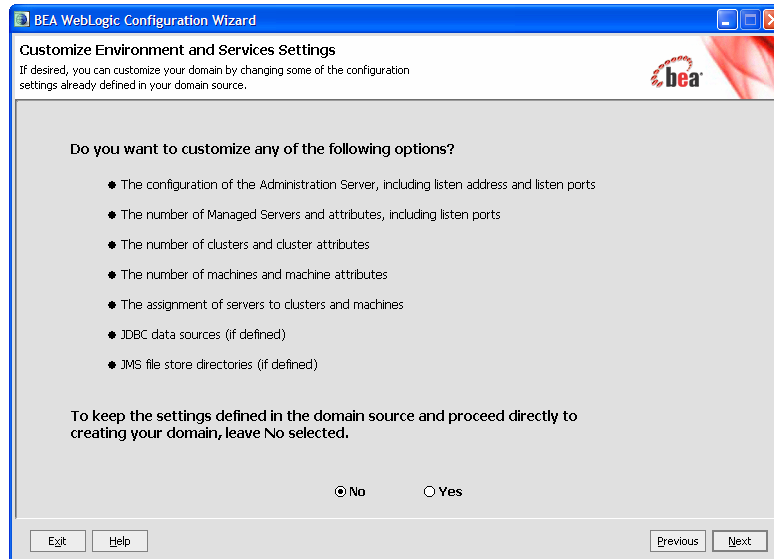 BEA WebLogic Configuration Wizard
Customize Environment and Services Settings
If desired, you can customize your domain by changing some of the configuration
settings already defined in your domain source.
bea
Do you want to customize any of the following options?
The configuration of the Administration Server, including listen address and listen ports
The number of Managed Servers and attributes, including listen ports
The number of clusters and cluster attributes
The number of machines and machine attributes
The assignment of servers to clusters and machines
JDBC data sources (if defined)
JMS file store directories (if defined)
To keep the settings defined in the domain source and proceed directly to
creating your domain, leave No selected.
No Yes
Exit Help Previous Next